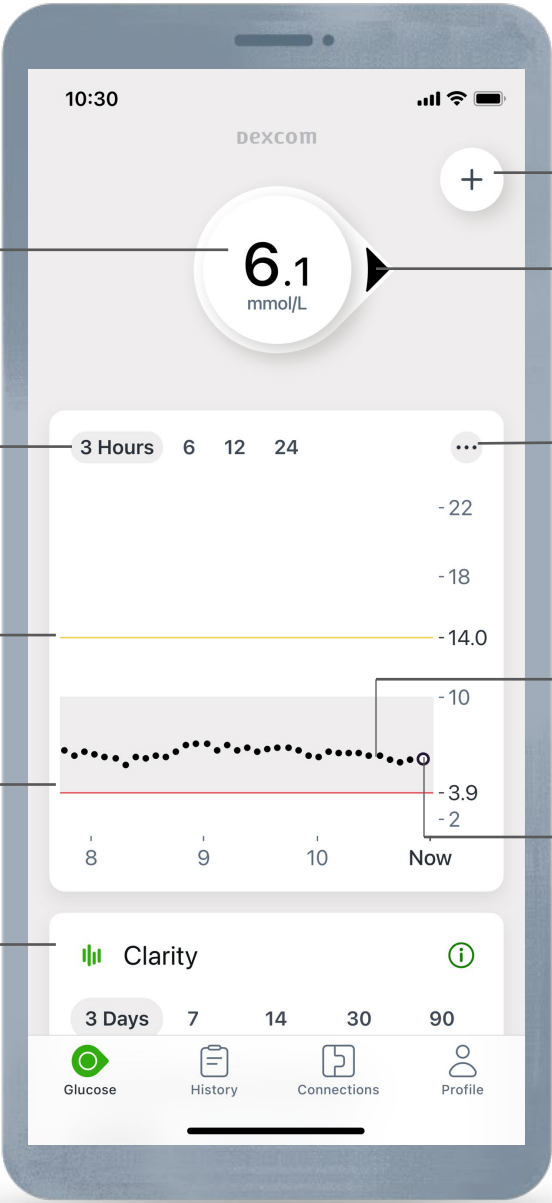 10:30
Dexcom
+
6.1
mmol/L
3 Hours 6 12 24
22
18
14.0
10
3.9
2
8 9 10 Now
Clarity
3 Days 7 14 30 90
Glucose History Connections Profile